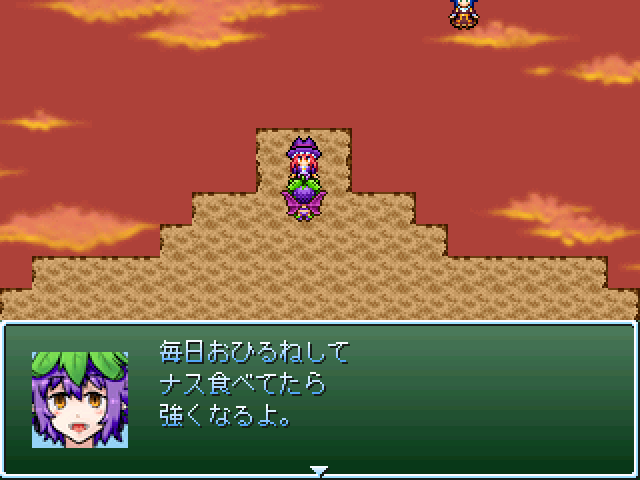 毎日おひるねして
ナス食べてたら
強くなるよ。